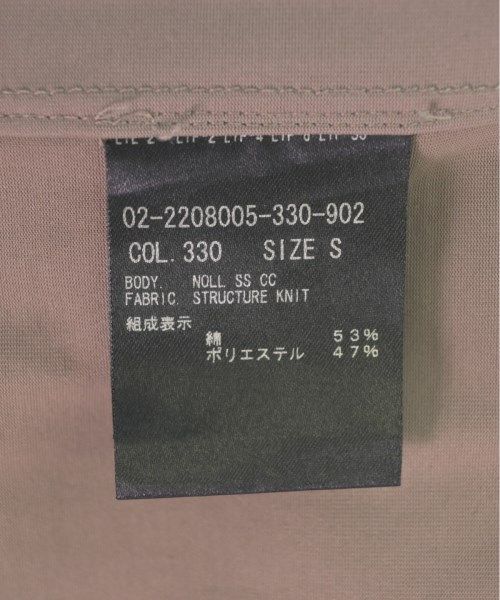 02-2208005-330-902
COL.330 SIZE S
BODY. NOLL SS CC
FABRIC. STRUCTURE KNIT
組成表示
綿 53%
ポリエステル 47%